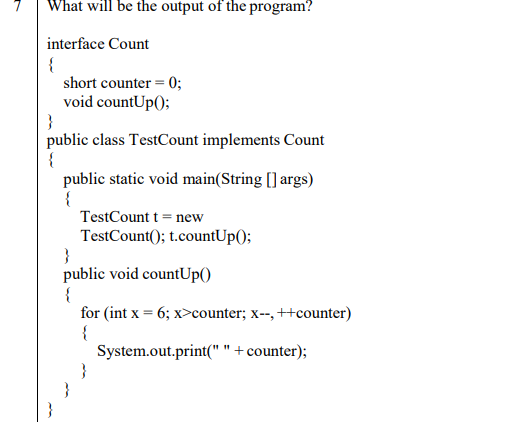 7 What will be the output of the program?
interface Count
{
short counter = 0;
void countUp();
}
public class TestCount implements Count
{
public static void main(String [] args)
{
TestCount t = new
TestCount(); t.countUp();
}
public void countUp()
{
for (int x = 6; x>counter; x--, ++counter)
{
System.out.print(" " + counter);
}
}
}